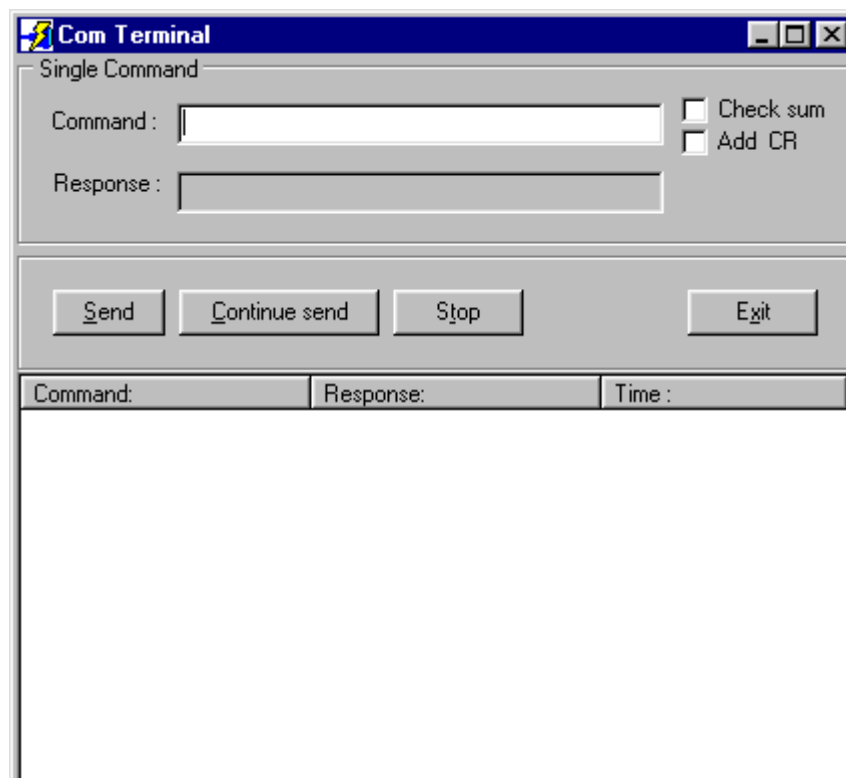 Com Terminal
Single Command
Command :
Check sum
Add CR
Response :
Send Continue send Stop Exit
Command: Response: Time :